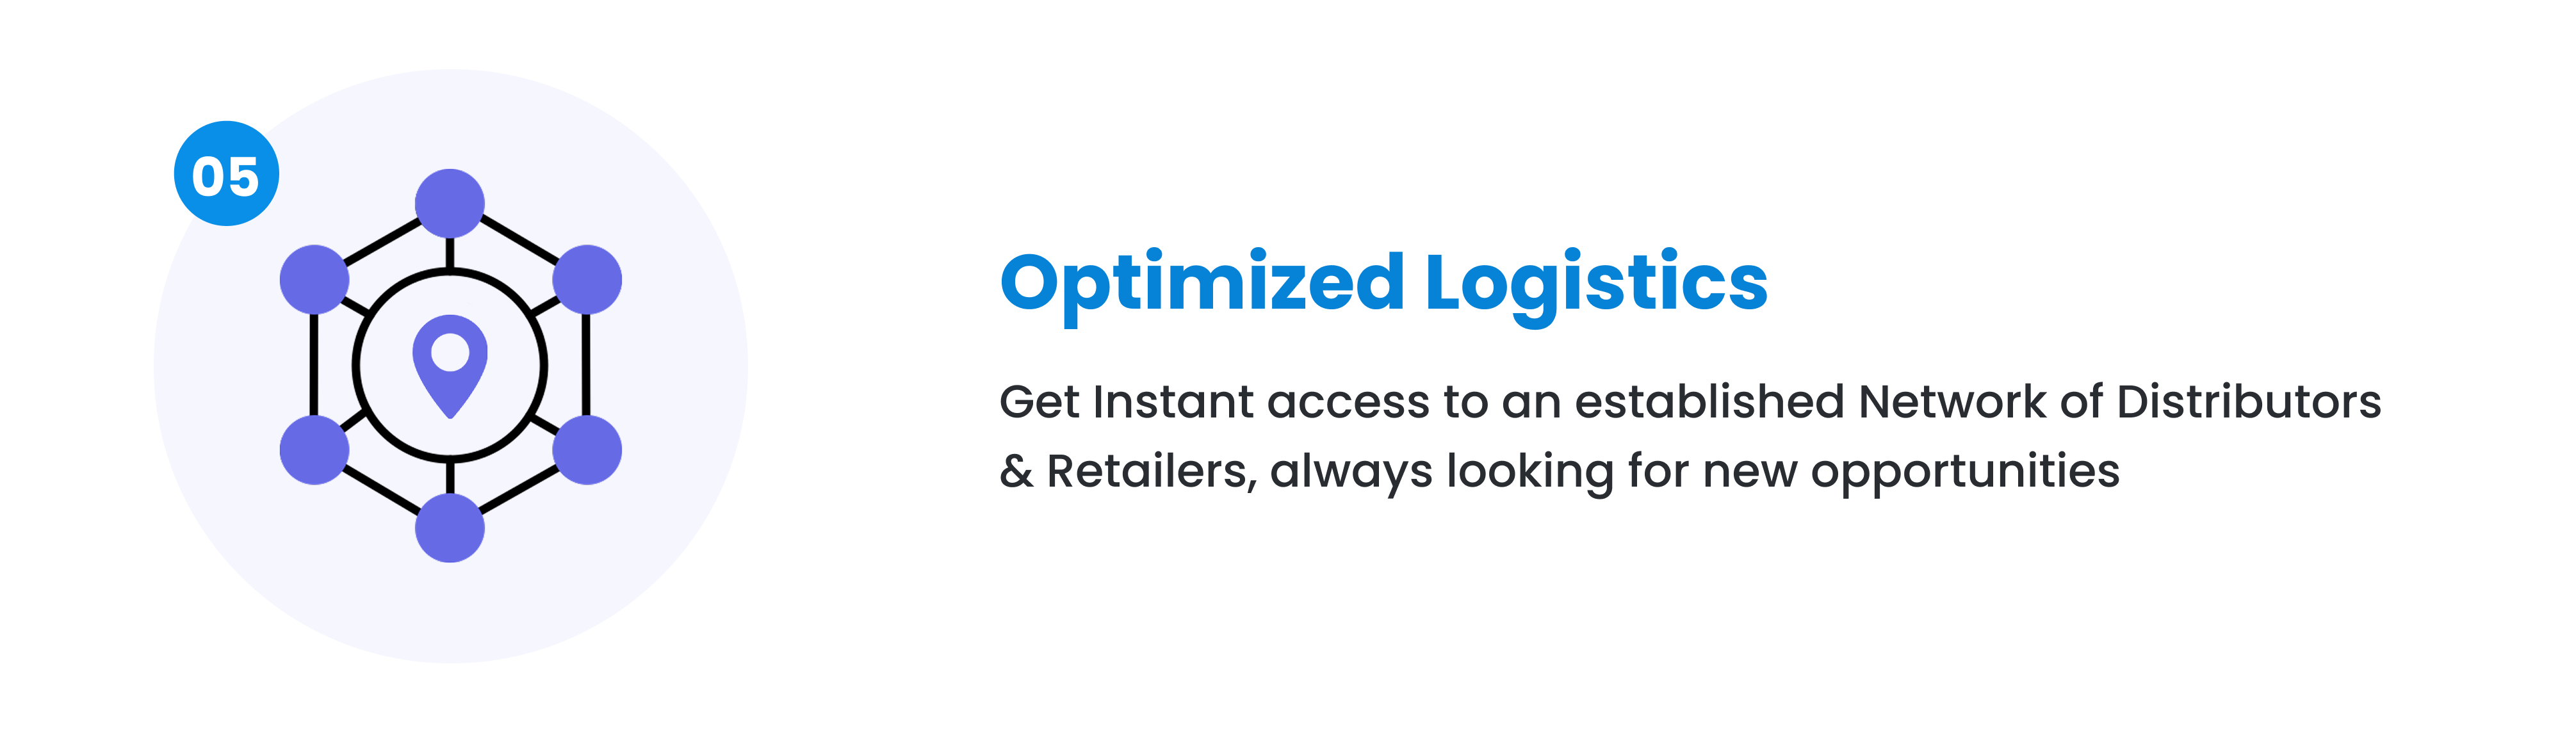 05
Optimized Logistics
Get Instant access to an established Network of Distributors
& Retailers, always looking for new opportunities